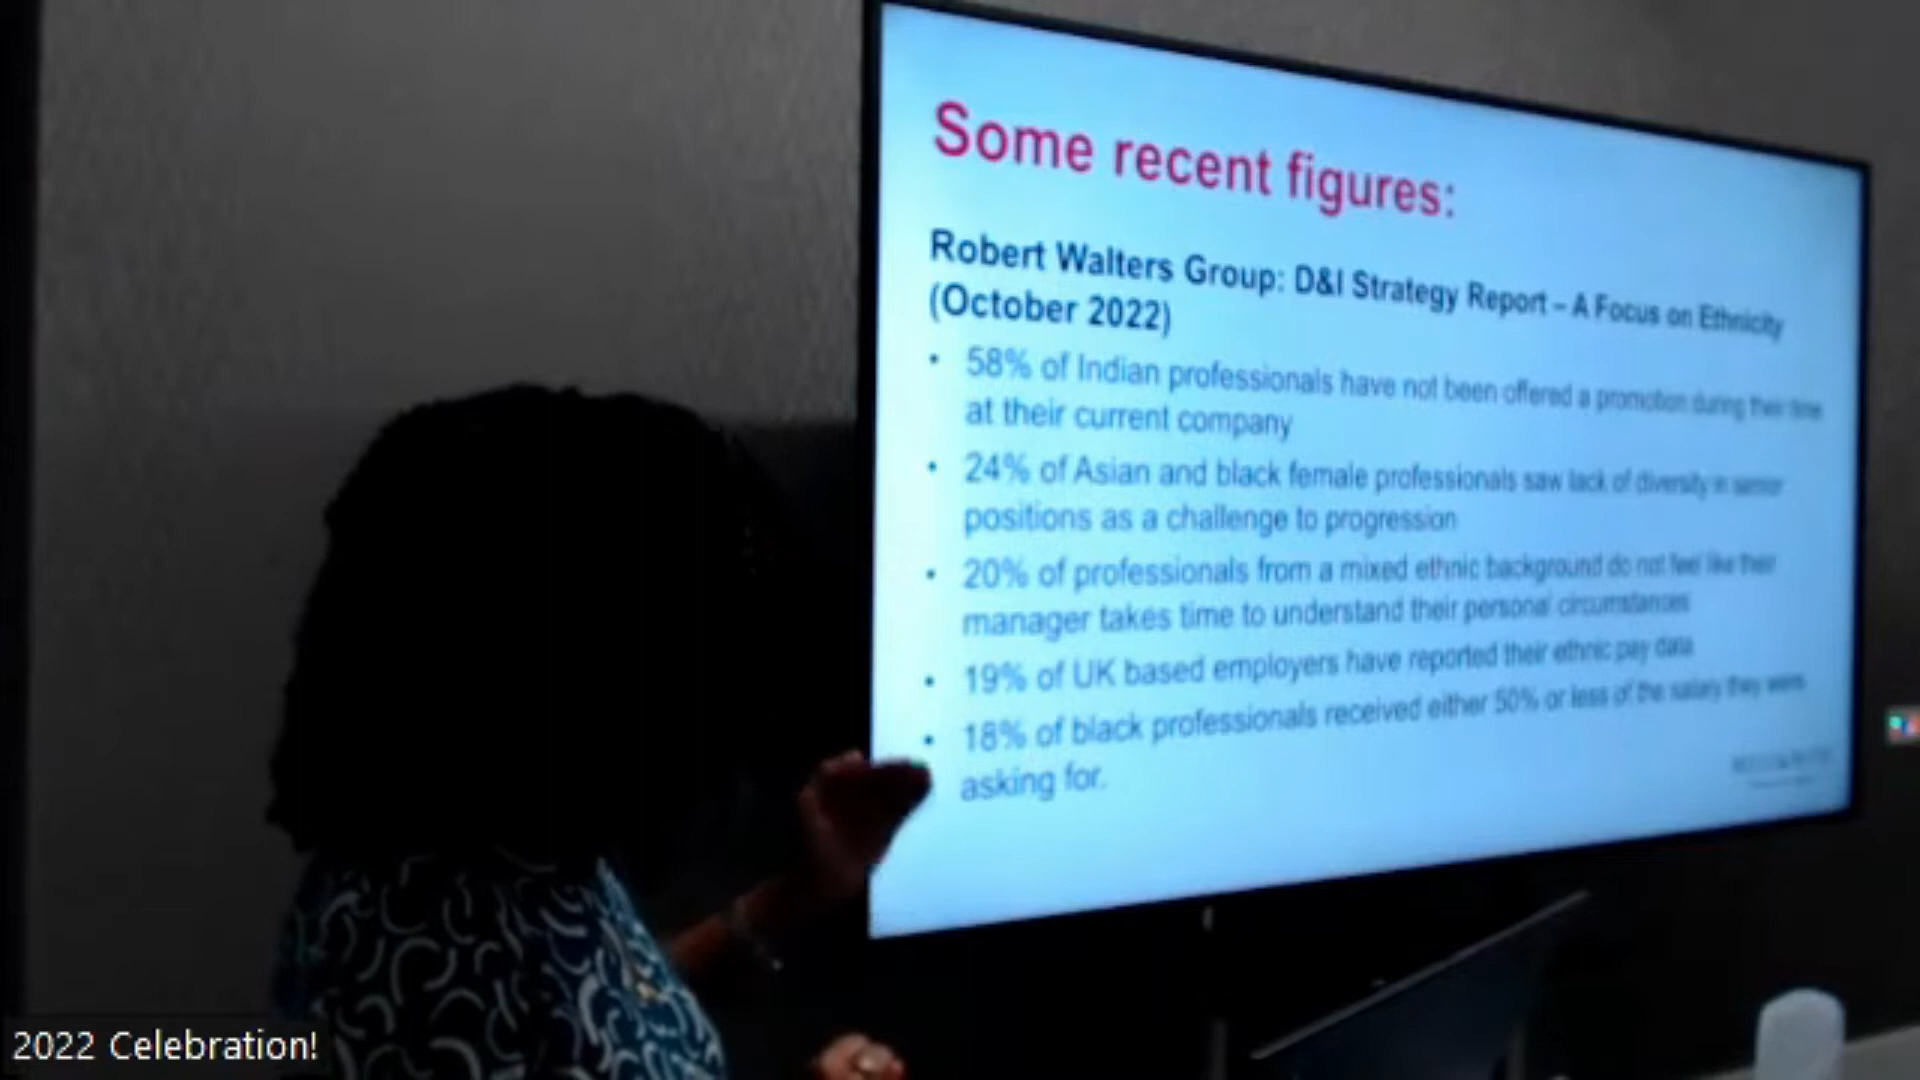 Some recent figures:
Robert Walters Group: D&I Strategy Report – A Focus on Ethnicity
(October 2022)
• 58% of Indian professionals have not been offered a promotion during their time
at their current company
• 24% of Asian and black female professionals saw lack of diversity in senior
positions as a challenge to progression
• 20% of professionals from a mixed ethnic background do not feel like their
manager takes time to understand their personal circumstances
• 19% of UK based employers have reported their ethnic pay data
• 18% of black professionals received either 50% or less of the salary they were
asking for.
2022 Celebration!